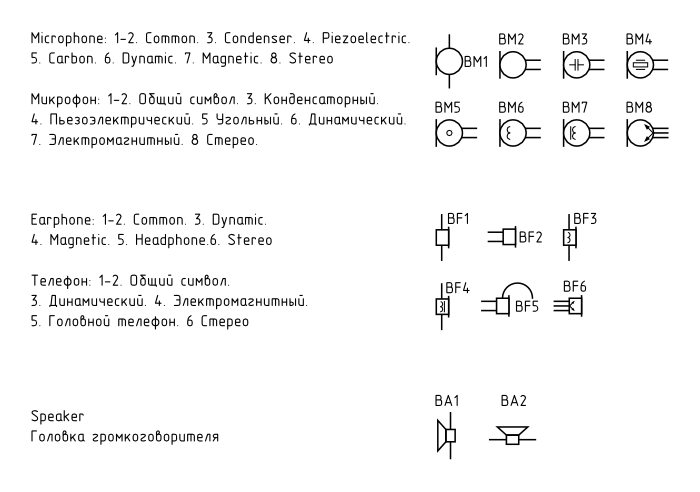 Microphone: 1-2. Common. 3. Condenser. 4. Piezoelectric.
5. Carbon. 6. Dynamic. 7. Magnetic. 8. Stereo
Микрофон: 1-2. Общий символ. 3. Конденсаторный.
4. Пьезоэлектрический. 5 Угольный. 6. Динамический.
7. Электромагнитный. 8 Стерео.
BM1 BM2 BM3 BM4
BM5 BM6 BM7 BM8
Earphone: 1-2. Common. 3. Dynamic.
4. Magnetic. 5. Headphone.6. Stereo
Телефон: 1-2. Общий символ.
3. Динамический. 4. Электромагнитный.
5. Головной телефон. 6 Стерео
BF1 BF2 BF3
BF4 BF5 BF6
Speaker
Головка громкоговорителя
BA1 BA2